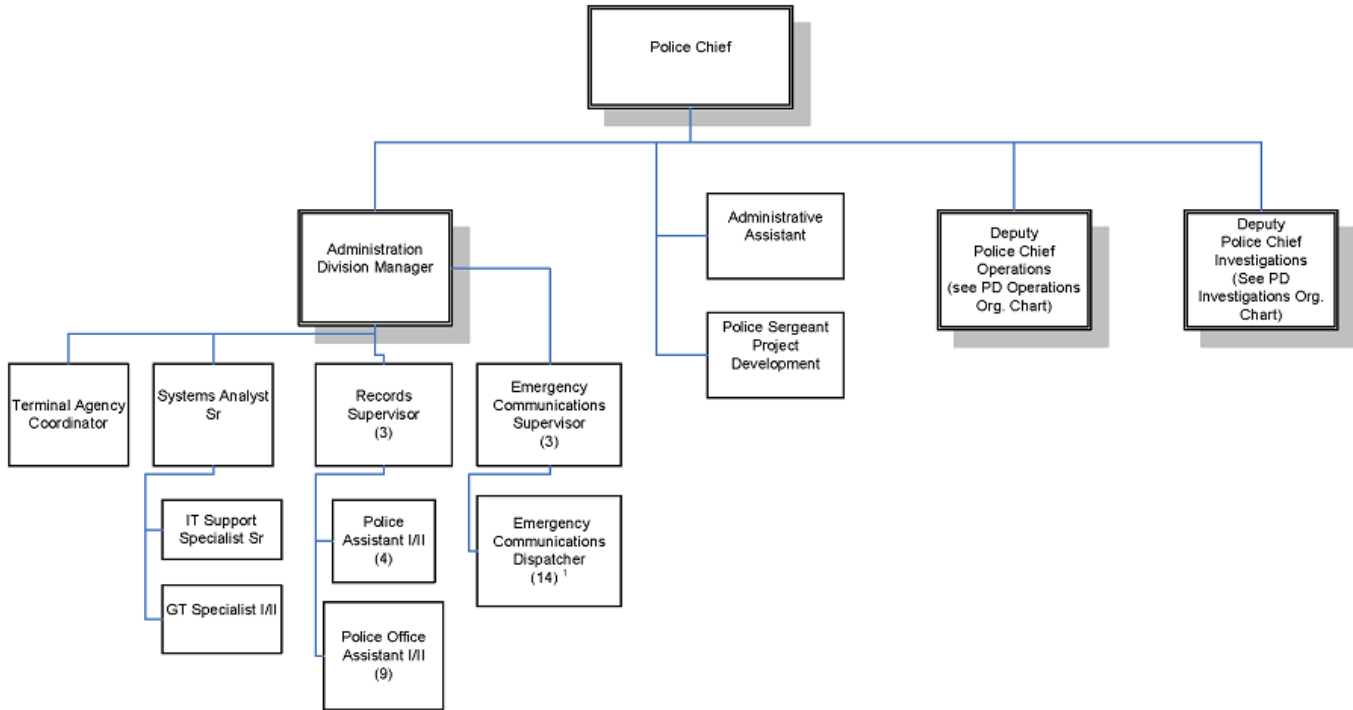 Police Chief
Administration
Division Manager
Administrative
Assistant
Deputy
Police Chief
Operations
(see PD Operations
Org. Chart)
Deputy
Police Chief
Investigations
(See PD
Investigations Org.
Chart)
Police Sergeant
Project
Development
Terminal Agency
Coordinator
Systems Analyst
Sr
Records
Supervisor
(3)
Emergency
Communications
Supervisor
(3)
IT Support
Specialist Sr
GT Specialist I/II
Police
Assistant I/II
(4)
Police Office
Assistant I/II
(9)
Emergency
Communications
Dispatcher
(14) ¹